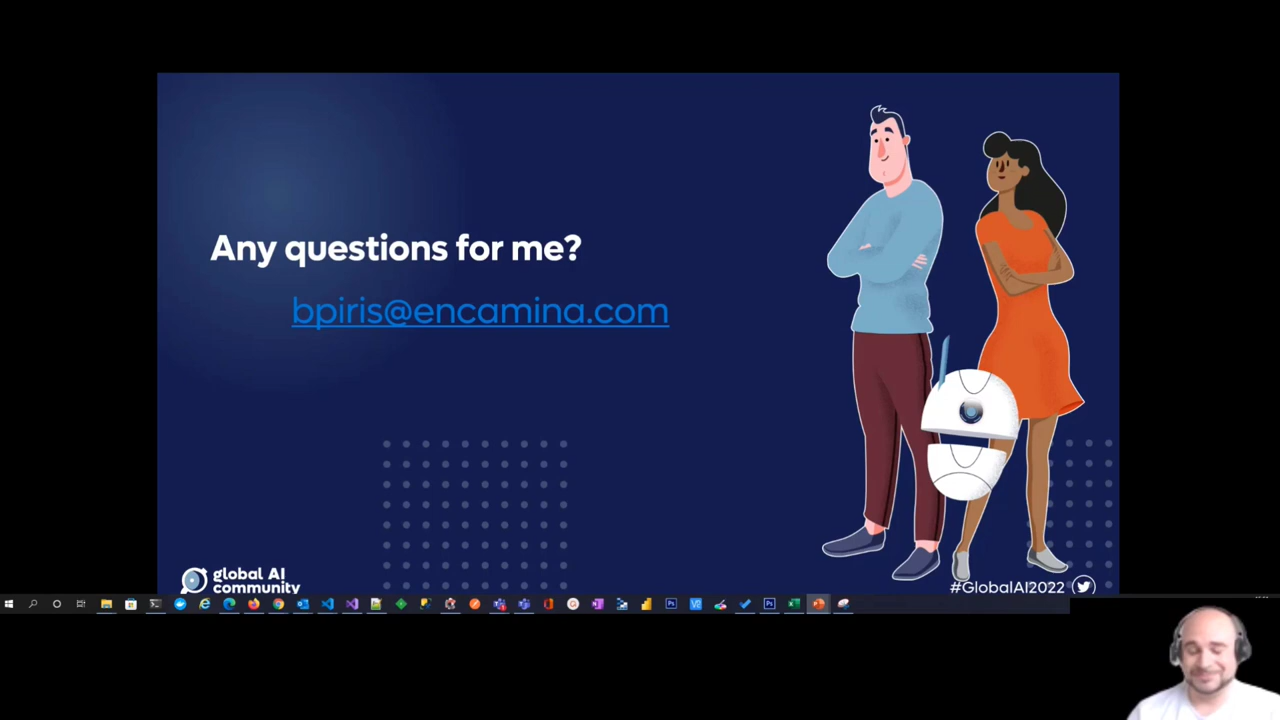 Any questions for me?
bpiris@encamina.com
global AI
community
#GlobalAI2022